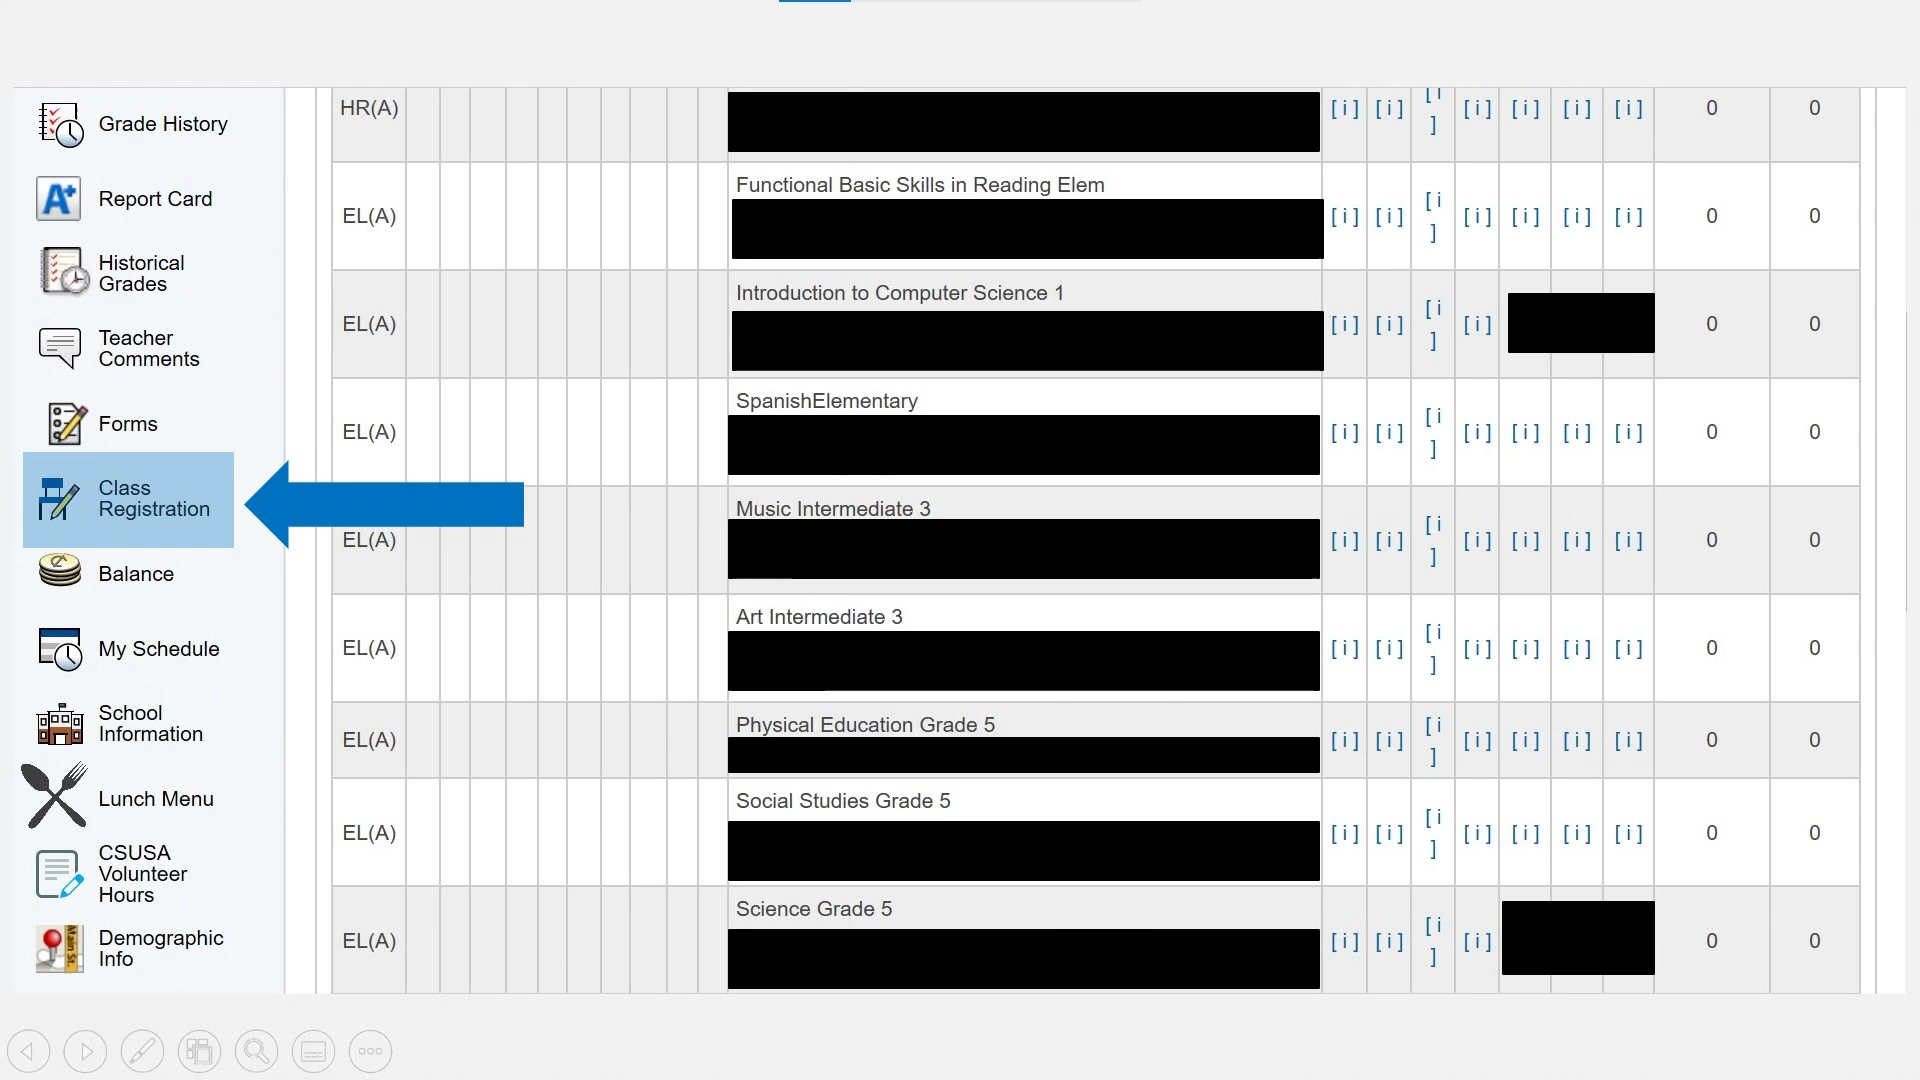 Grade History
Report Card
Historical
Grades
Teacher
Comments
Forms
Class
Registration
Balance
My Schedule
School
Information
Lunch Menu
CSUSA
Volunteer
Hours
Main St.
Demographic
Info
HR(A) [ i ] [ i ] [ i ] [ i ] [ i ] [ i ] [ i ] 0 0
Functional Basic Skills in Reading Elem
EL(A) [ i ] [ i ] [ i ] [ i ] [ i ] [ i ] [ i ] 0 0
Introduction to Computer Science 1
EL(A) [ i ] [ i ] [ i ] [ i ] 0 0
SpanishElementary
EL(A) [ i ] [ i ] [ i ] [ i ] [ i ] [ i ] [ i ] 0 0
Music Intermediate 3
EL(A) [ i ] [ i ] [ i ] [ i ] [ i ] [ i ] [ i ] 0 0
Art Intermediate 3
EL(A) [ i ] [ i ] [ i ] [ i ] [ i ] [ i ] [ i ] 0 0
Physical Education Grade 5
EL(A) [ i ] [ i ] [ i ] [ i ] [ i ] [ i ] [ i ] 0 0
Social Studies Grade 5
EL(A) [ i ] [ i ] [ i ] [ i ] [ i ] [ i ] [ i ] 0 0
Science Grade 5
EL(A) [ i ] [ i ] [ i ] [ i ] 0 0